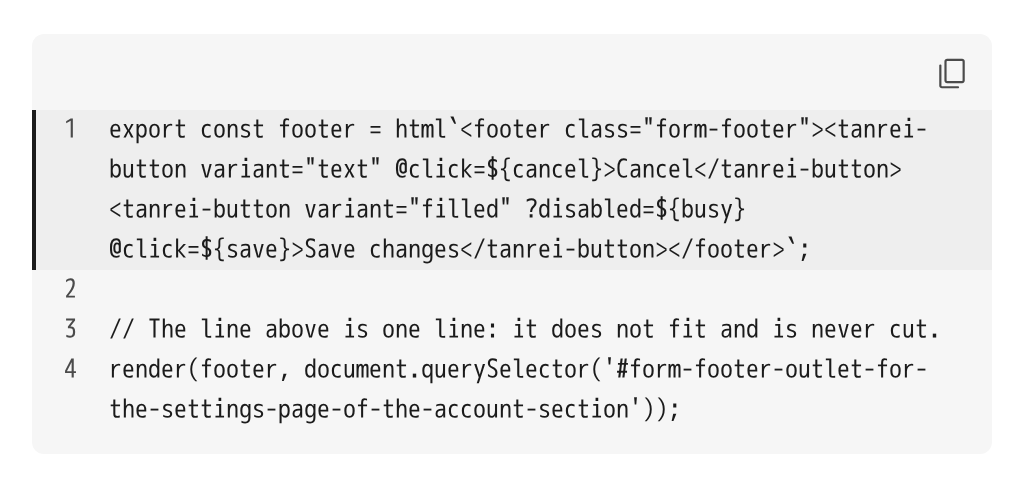 1 export const footer = html`<footer class="form-footer"><tanrei-
button variant="text" @click=${cancel}>Cancel</tanrei-button>
<tanrei-button variant="filled" ?disabled=${busy}
@click=${save}>Save changes</tanrei-button></footer>`;
2
3 // The line above is one line: it does not fit and is never cut.
4 render(footer, document.querySelector('#form-footer-outlet-for-
the-settings-page-of-the-account-section'));